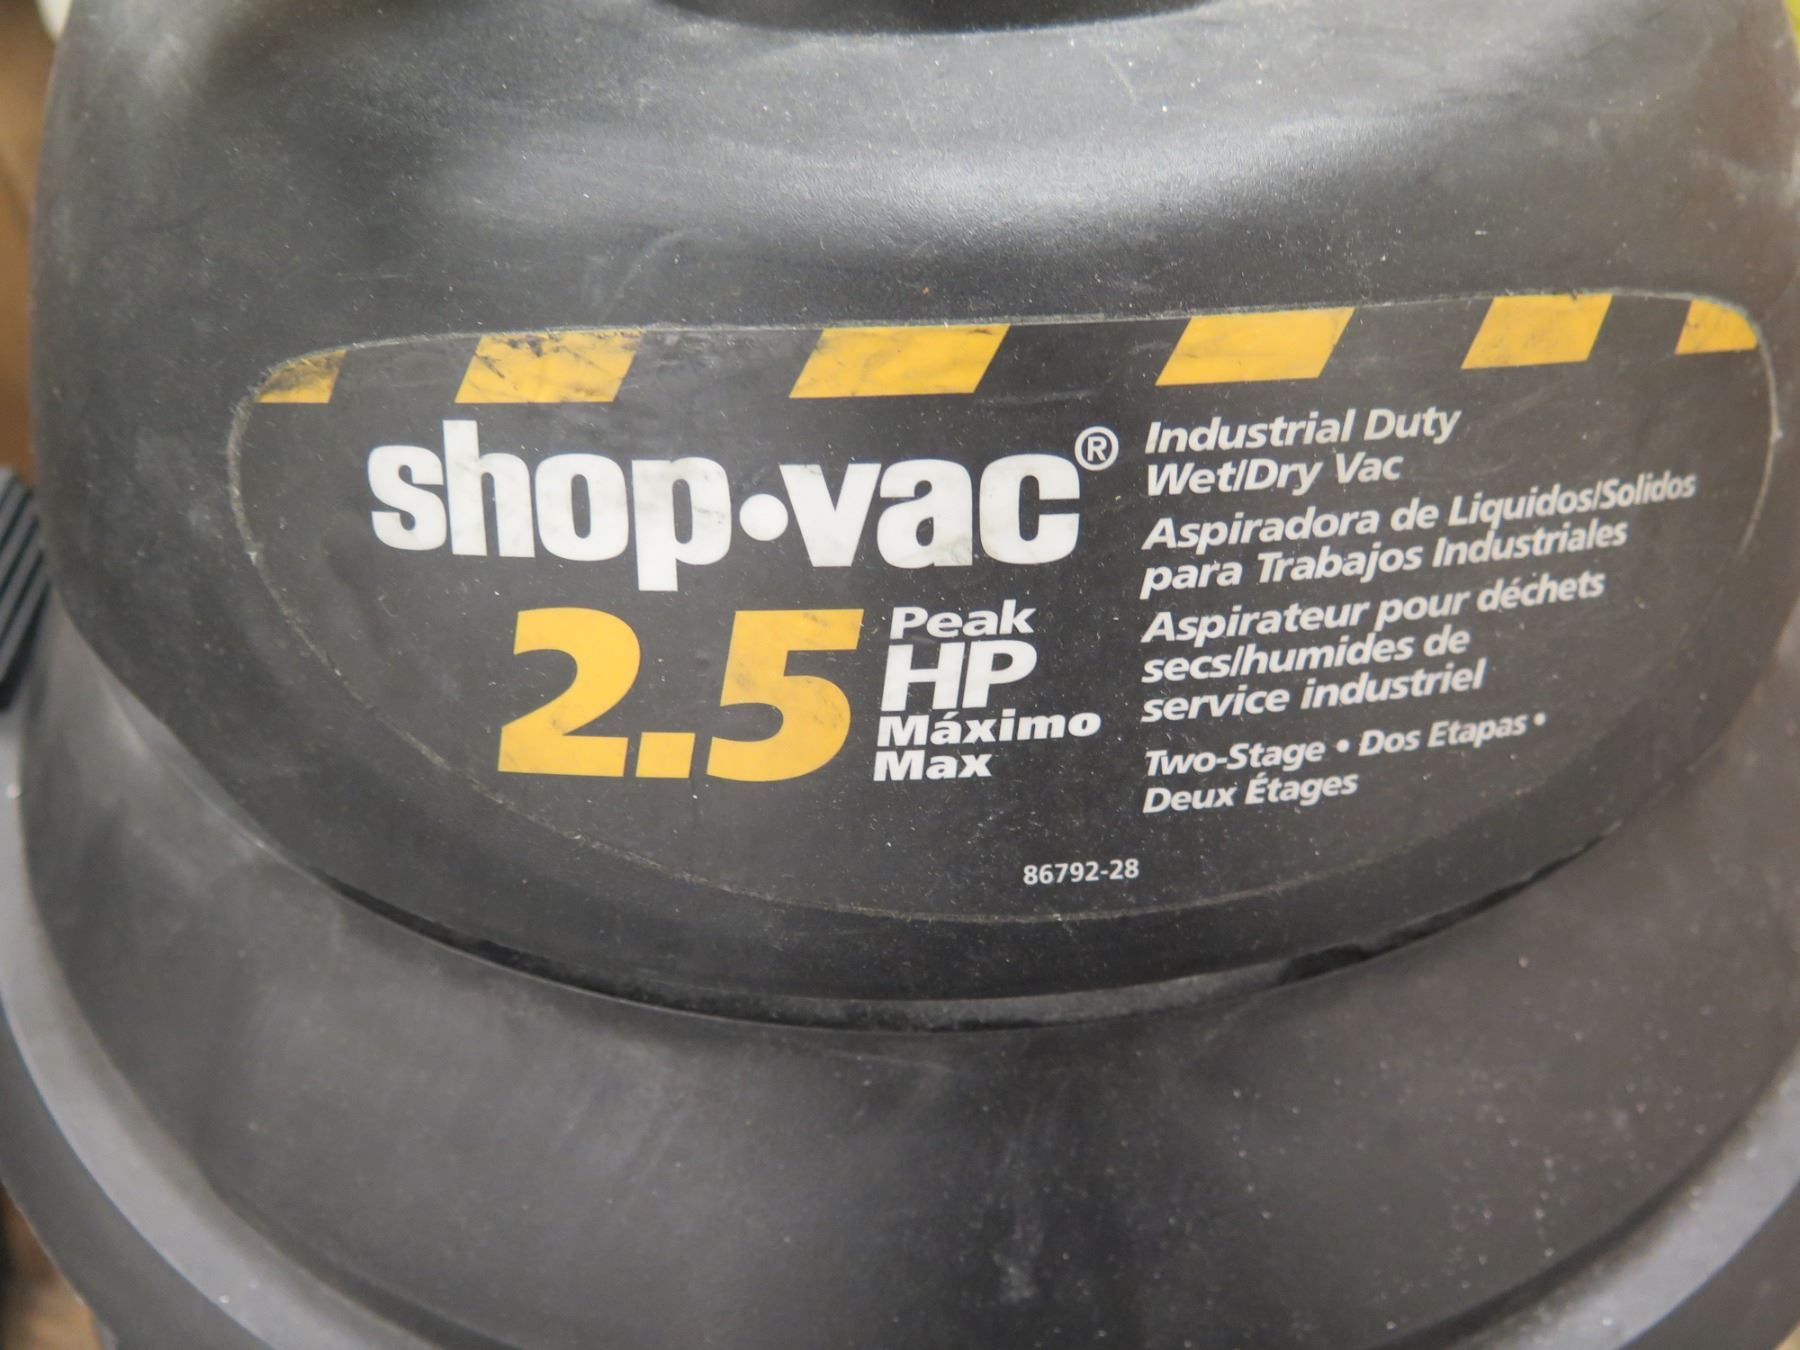 shop·vac®
2.5 Peak
HP
Máximo
Max
Industrial Duty
Wet/Dry Vac
Aspiradora de Liquidos/Solidos
para Trabajos Industriales
Aspirateur pour déchets
secs/humides de
service industriel
Two-Stage • Dos Etapas •
Deux Étages
86792-28